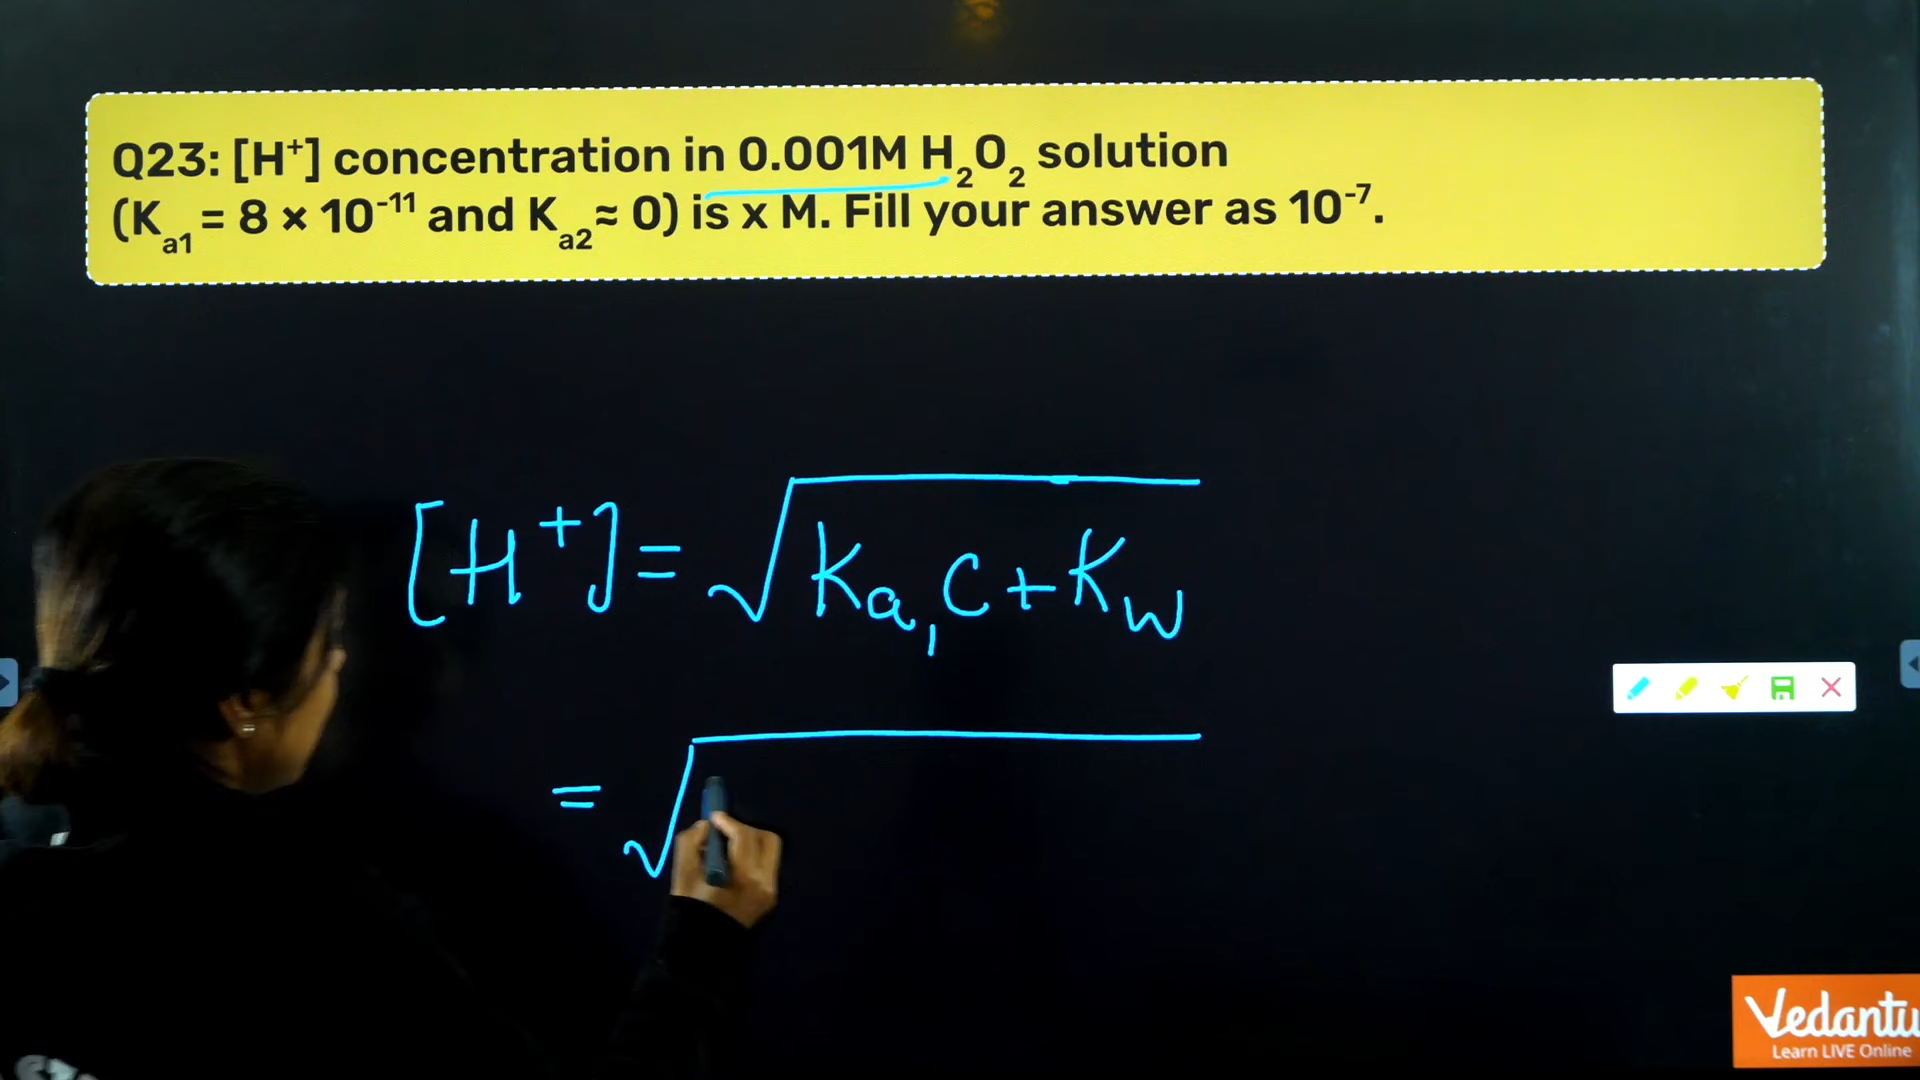 Q23: [H⁺] concentration in 0.001M H₂O₂ solution
(Kₐ₁ = 8 × 10⁻¹¹ and Kₐ₂ ≈ 0) is x M. Fill your answer as 10⁻⁷.
[H⁺] = √(Kₐ₁C + K_w)
= √
Vedantu
Learn LIVE Online